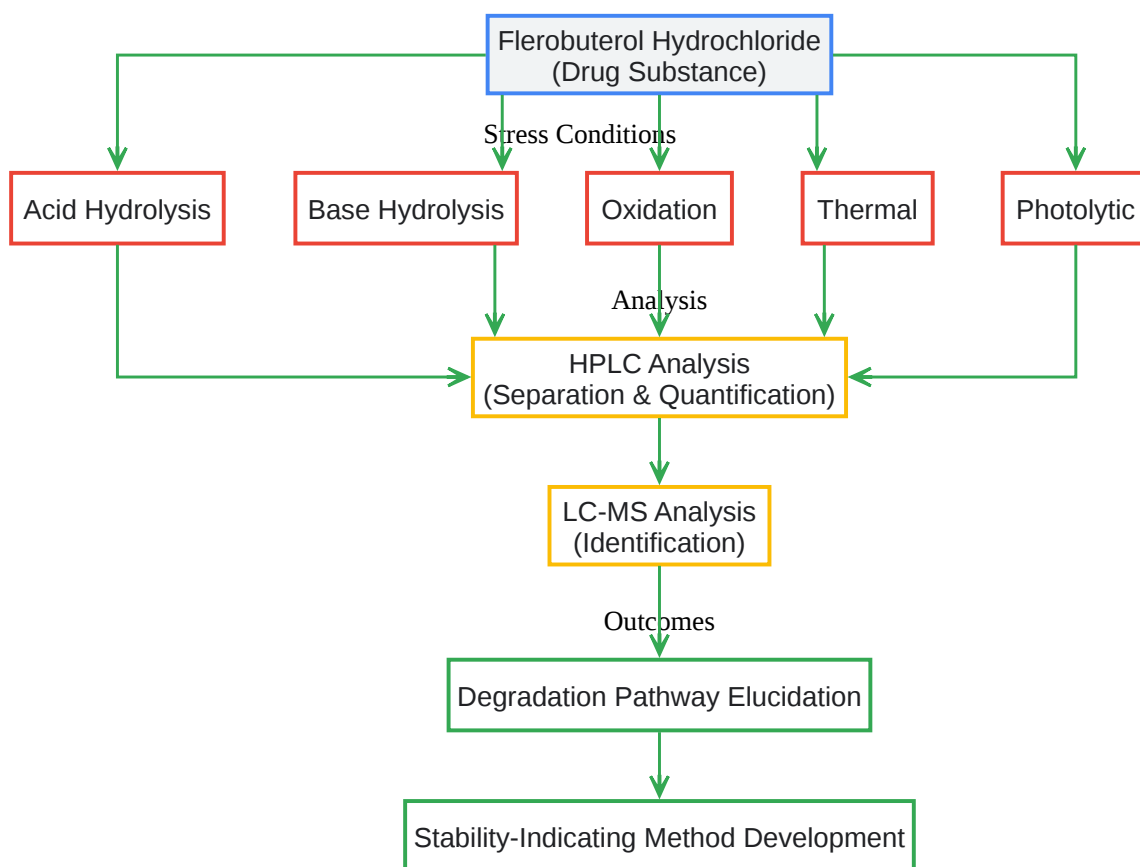 Flerobuterol Hydrochloride
(Drug Substance)
Stress Conditions
Acid Hydrolysis
Base Hydrolysis
Oxidation
Thermal
Photolytic
Analysis
HPLC Analysis
(Separation & Quantification)
LC-MS Analysis
(Identification)
Outcomes
Degradation Pathway Elucidation
Stability-Indicating Method Development